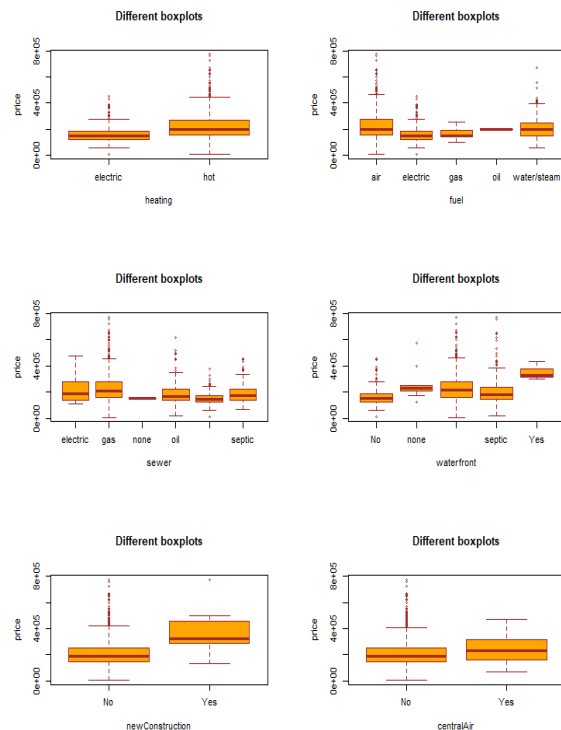 Different boxplots
price
0e+00 4e+05 8e+05
electric hot
heating
Different boxplots
price
0e+00 4e+05 8e+05
air electric gas oil water/steam
fuel
Different boxplots
price
0e+00 4e+05 8e+05
electric gas none oil septic
sewer
Different boxplots
price
0e+00 4e+05 8e+05
No none septic Yes
waterfront
Different boxplots
price
0e+00 4e+05 8e+05
No Yes
newConstruction
Different boxplots
price
0e+00 4e+05 8e+05
No Yes
centralAir